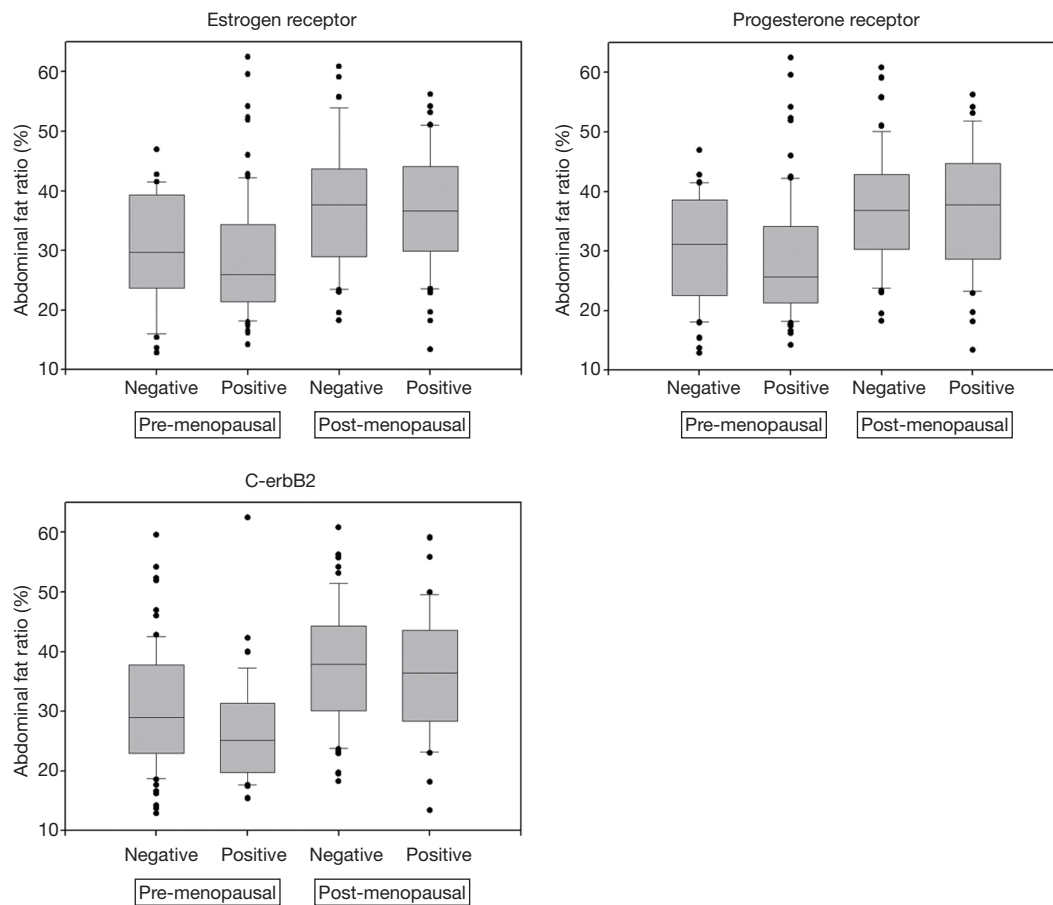 Estrogen receptor
Abdominal fat ratio (%)
60
50
40
30
20
10
Negative Positive Negative Positive
Pre-menopausal Post-menopausal
Progesterone receptor
Abdominal fat ratio (%)
60
50
40
30
20
10
Negative Positive Negative Positive
Pre-menopausal Post-menopausal
C-erbB2
Abdominal fat ratio (%)
60
50
40
30
20
10
Negative Positive Negative Positive
Pre-menopausal Post-menopausal